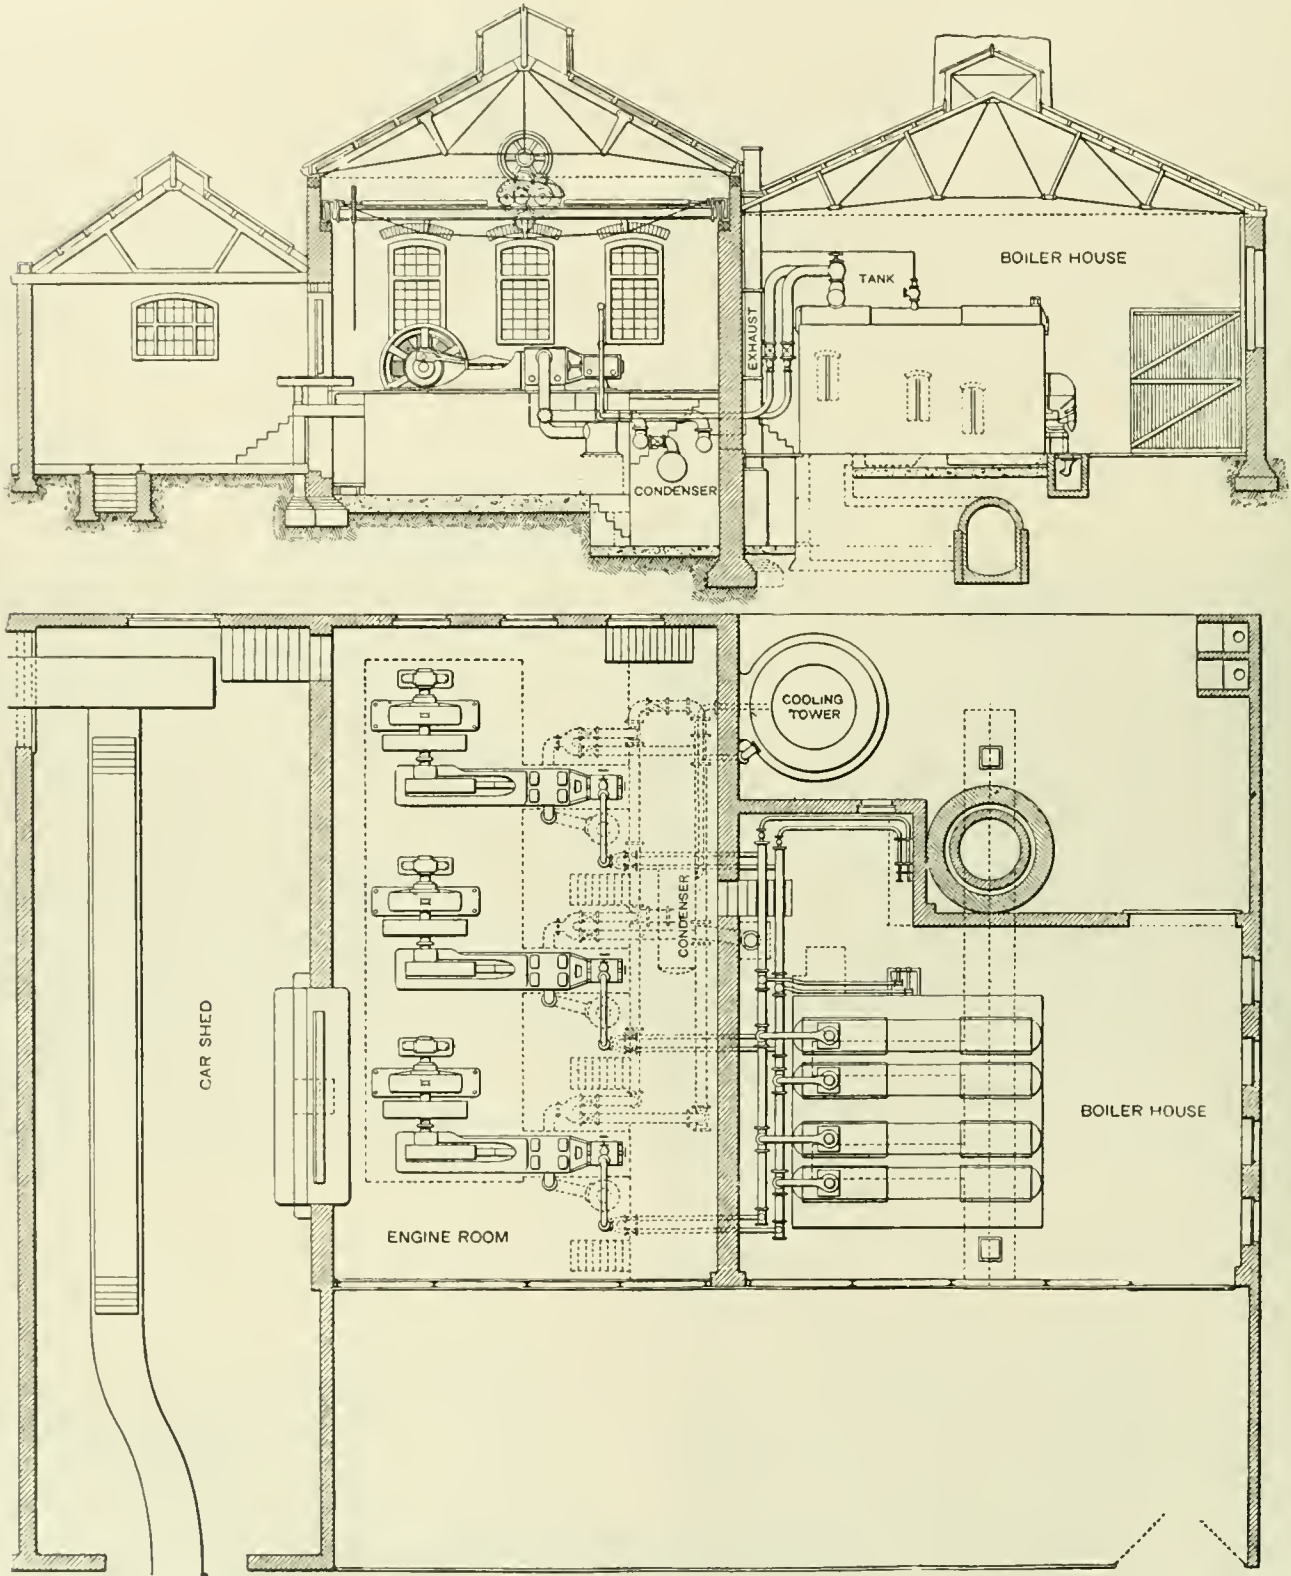 BOILER HOUSE
TANK
EXHAUST
CONDENSER
COOLING
TOWER
CONDENSER
CAR SHED
BOILER HOUSE
ENGINE ROOM